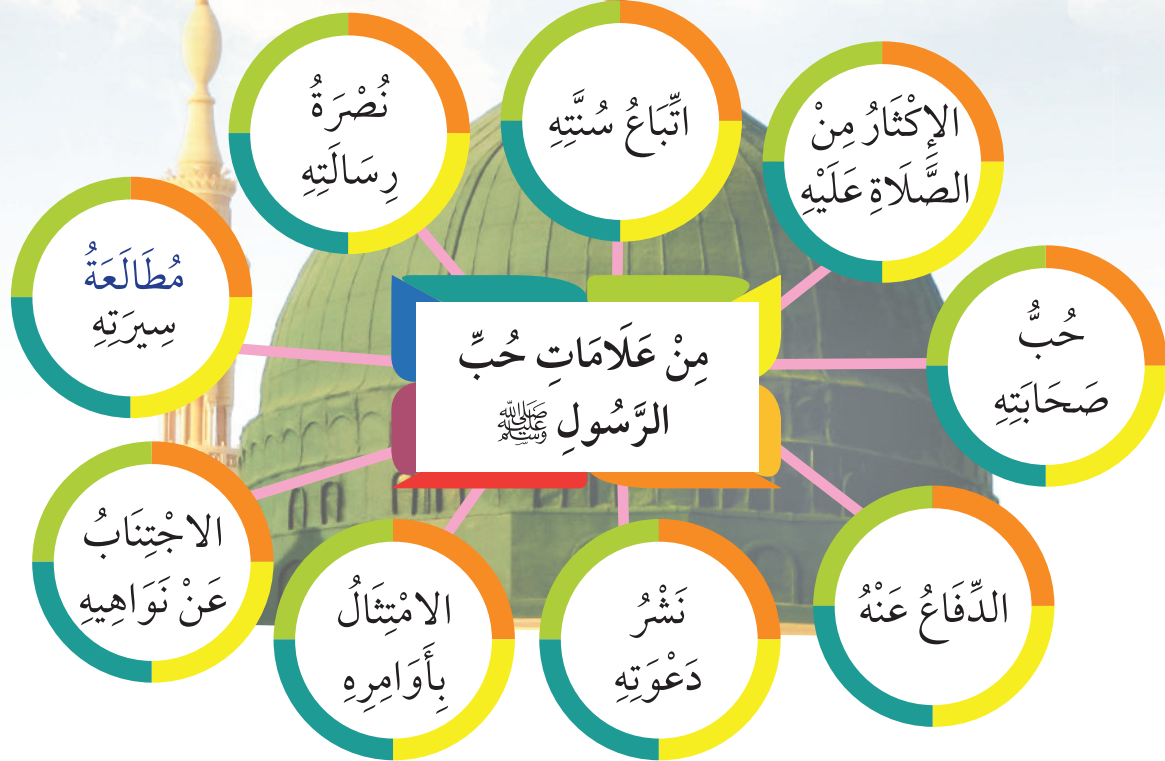 مِنْ عَلَامَاتِ حُبِّ
الرَّسُولِ ﷺ
اتِّبَاعُ سُنَّتِهِ
الإِكْثَارُ مِنْ
الصَّلَاةِ عَلَيْهِ
حُبُّ
صَحَابَتِهِ
الدِّفَاعُ عَنْهُ
نَشْرُ
دَعْوَتِهِ
الامْتِثَالُ
بِأَوَامِرِهِ
الاجْتِنَابُ
عَنْ نَوَاهِيهِ
مُطَالَعَةُ
سِيرَتِهِ
نُصْرَةُ
رِسَالَتِهِ